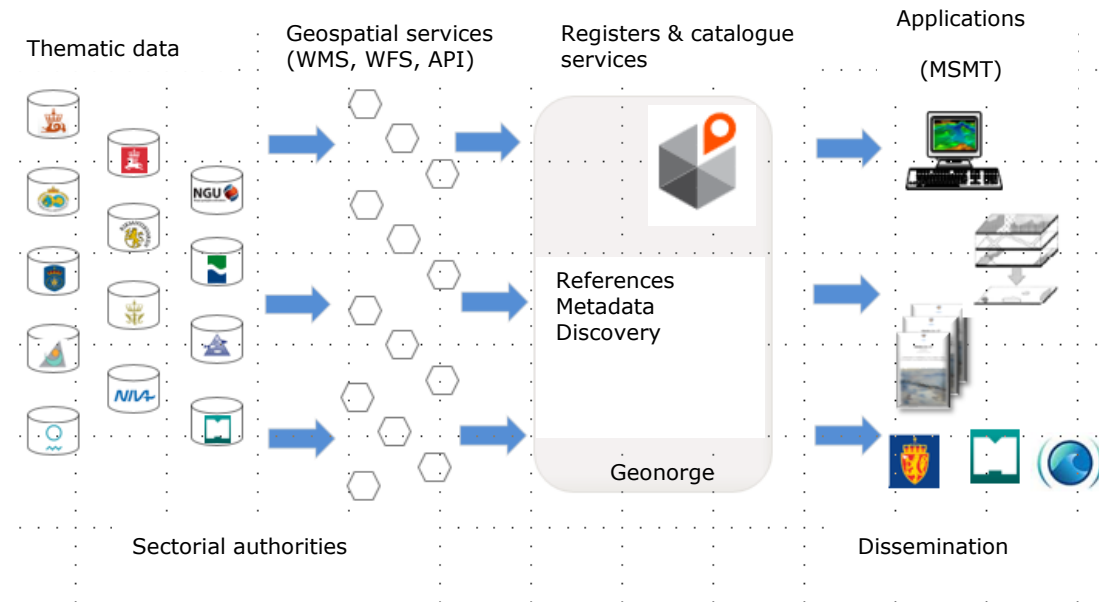 Thematic data
Geospatial services
(WMS, WFS, API)
Registers & catalogue
services
Applications
(MSMT)
NGU
NIVA
References
Metadata
Discovery
Geonorge
Sectorial authorities
Dissemination